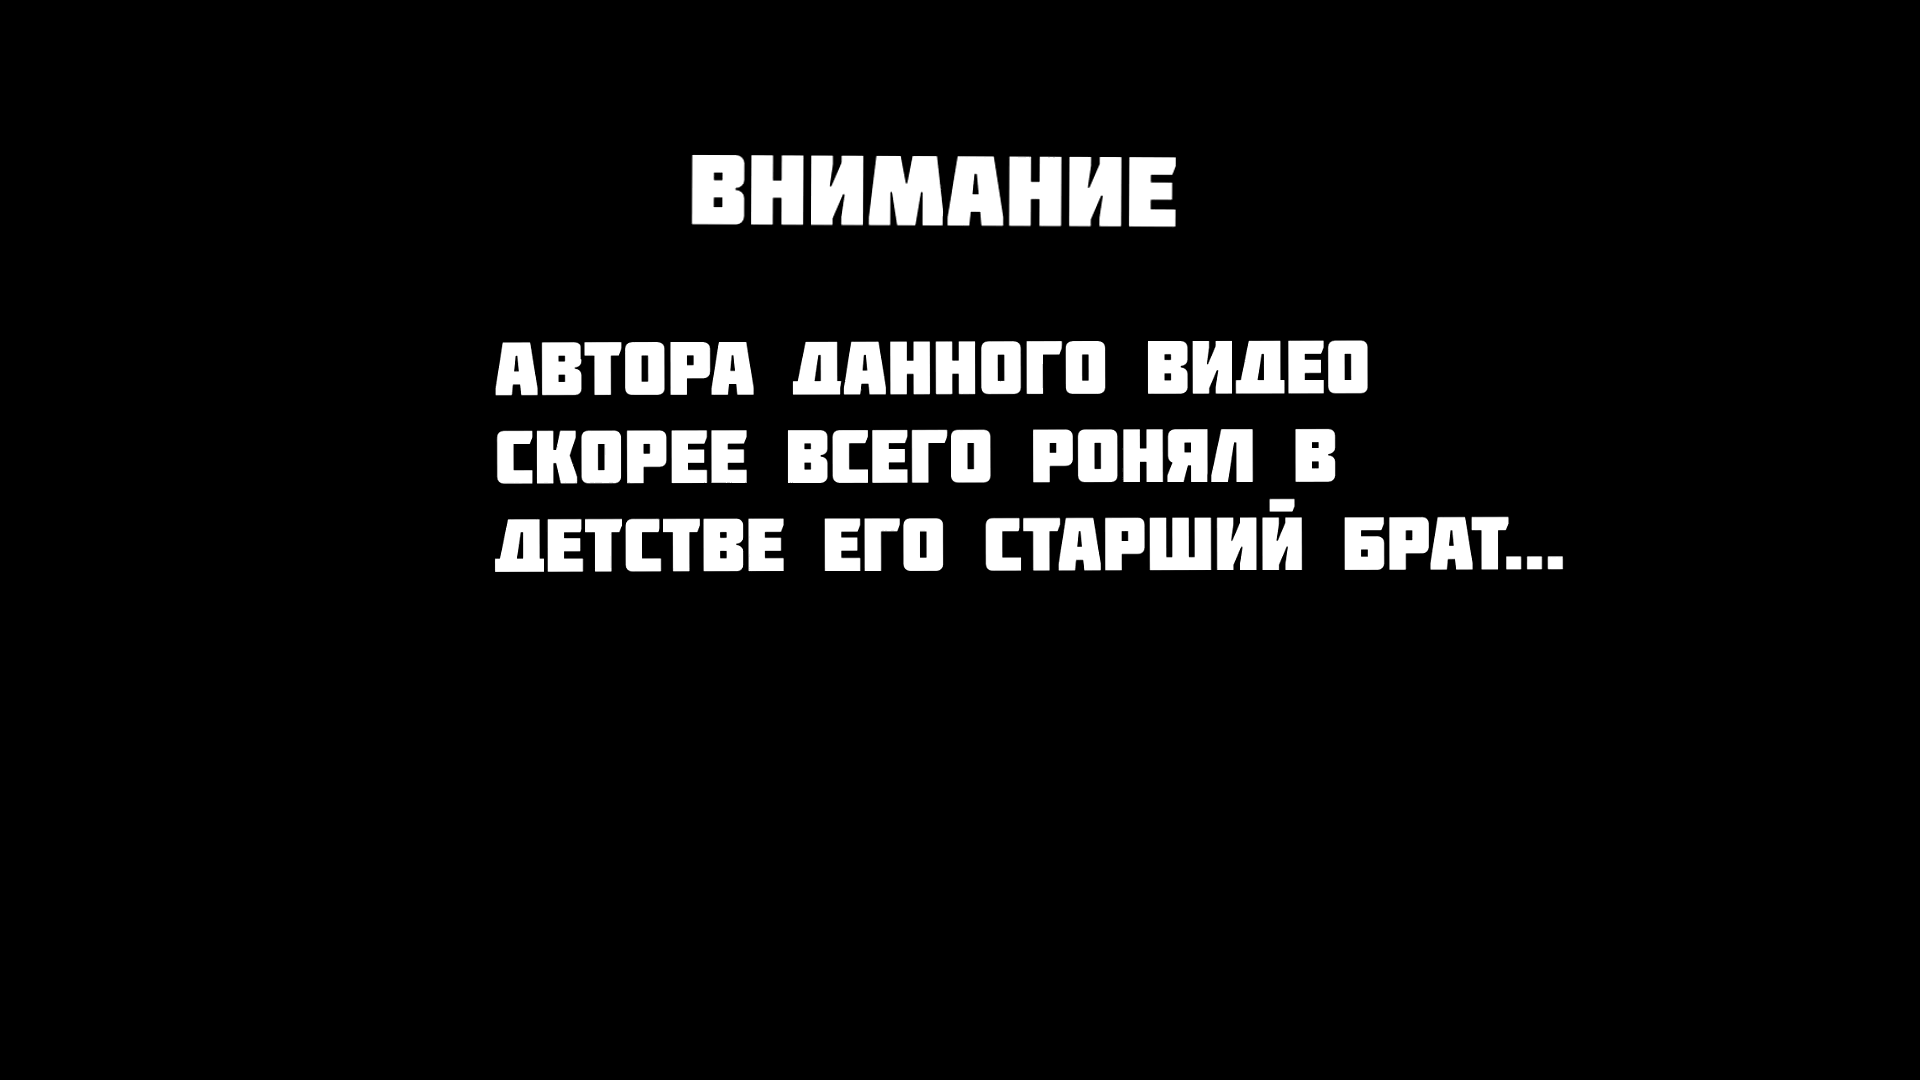 ВНИМАНИЕ
АВТОРА ДАННОГО ВИДЕО
СКОРЕЕ ВСЕГО РОНЯЛ В
ДЕТСТВЕ ЕГО СТАРШИЙ БРАТ...